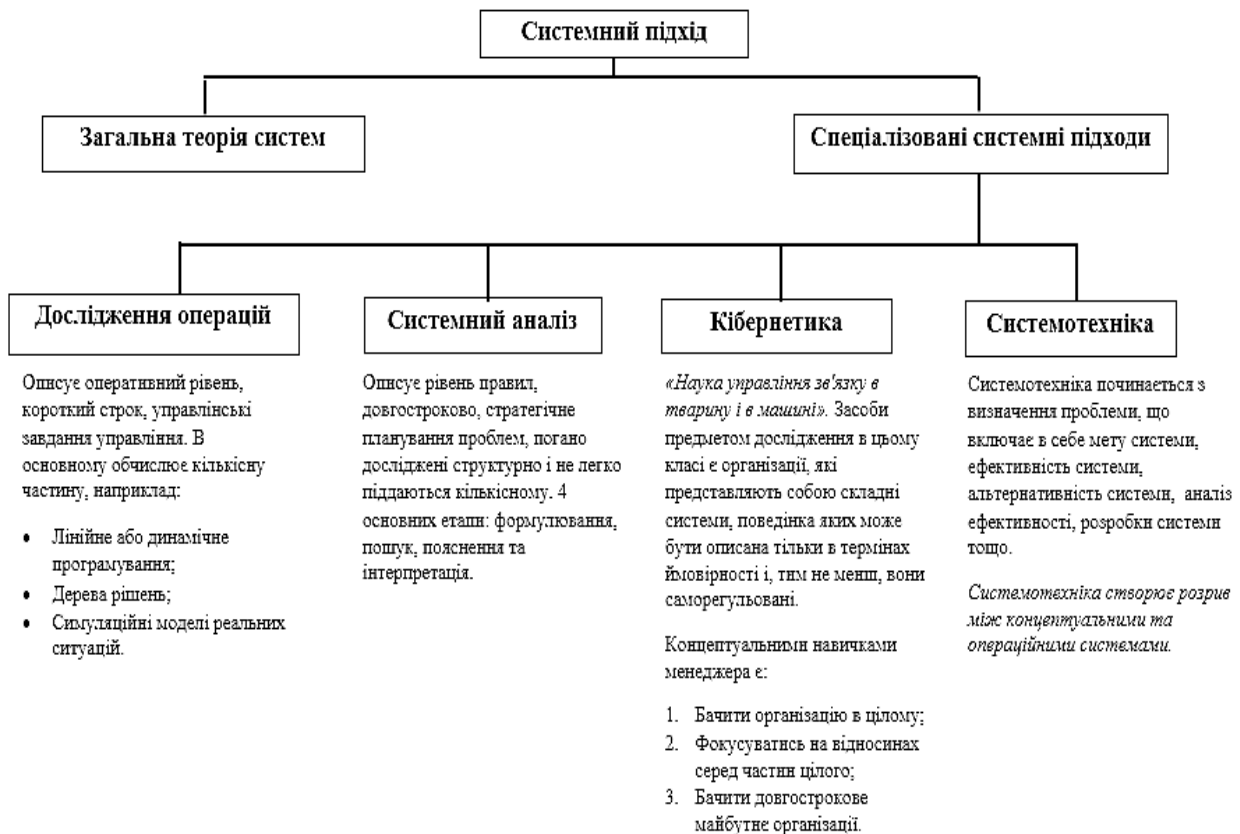 Системний підхід
Загальна теорія систем
Спеціалізовані системні підходи
Дослідження операцій
Описує оперативний рівень,
короткий строк, управлінські
завдання управління. В
основному обчислює кількісну
частину, наприклад:
• Лінійне або динамічне
програмування;
• Дерева рішень;
• Симуляційні моделі реальних
ситуацій.
Системний аналіз
Описує рівень правил,
довгостроково, стратегічне
планування проблем, погано
досліджені структурно і не легко
піддаються кількісному. 4
основних етапи: формулювання,
пошук, пояснення та
інтерпретація.
Кібернетика
«Наука управління зв'язку в
тварину і в машині». Засоби
предметом дослідження в цьому
класі є організації, які
представляють собою складні
системи, поведінка яких може
бути описана тільки в термінах
ймовірності і, тим не менш, вони
саморегульовані.
Концептуальними навичками
менеджера є:
1. Бачити організацію в цілому;
2. Фокусуватись на відносинах
серед частин цілого;
3. Бачити довгострокове
майбутнє організації.
Системотехніка
Системотехніка починається з
визначення проблеми, що
включає в себе мету системи,
ефективність системи,
альтернативність системи, аналіз
ефективності, розробки системи
тощо.
Системотехніка створює розрив
між концептуальними та
операційними системами.